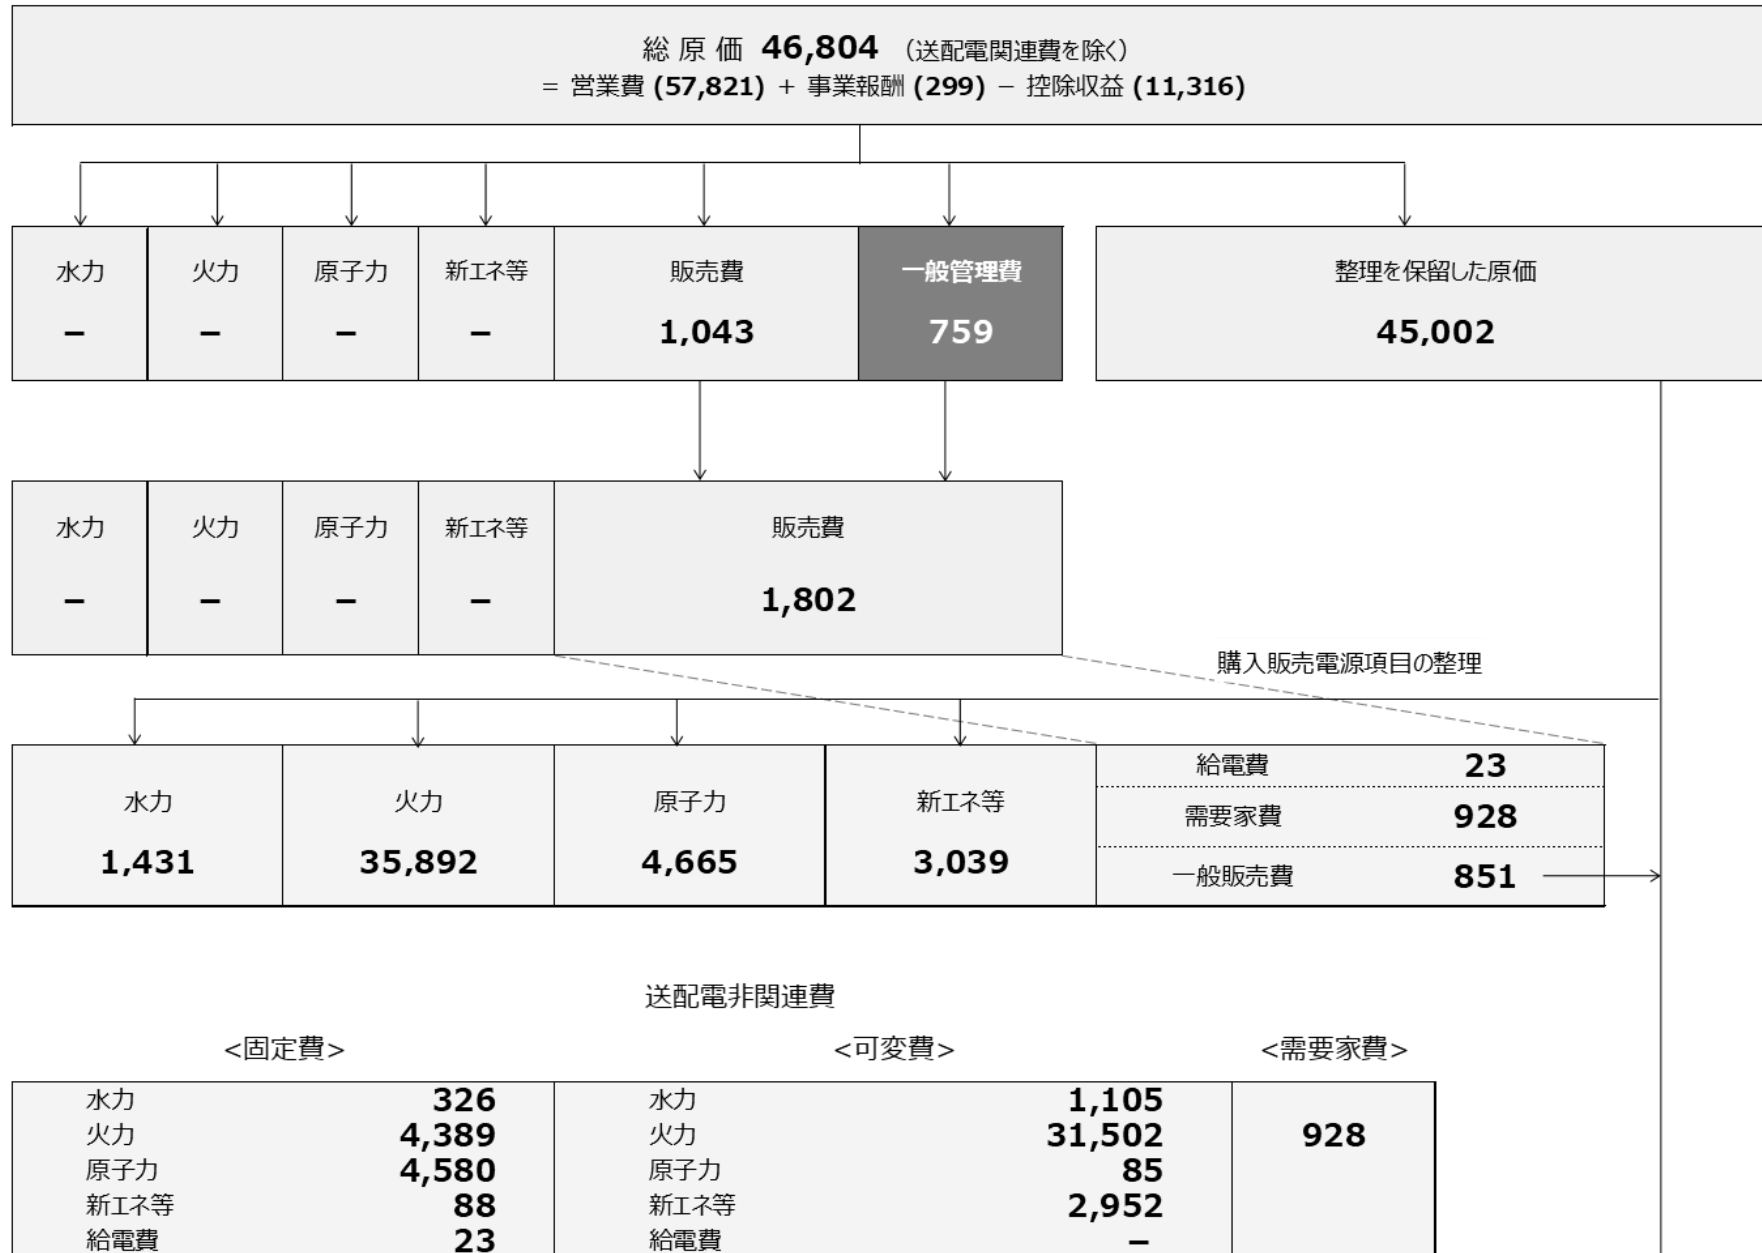 総 原 価 46,804 （送配電関連費を除く）
= 営業費 (57,821) + 事業報酬 (299) − 控除収益 (11,316)
水力 火力 原子力 新エネ等 販売費 一般管理費 整理を保留した原価
– – – – 1,043 759 45,002
水力 火力 原子力 新エネ等 販売費
– – – – 1,802
購入販売電源項目の整理
給電費 23
水力 火力 原子力 新エネ等 需要家費 928
1,431 35,892 4,665 3,039 一般販売費 851
送配電非関連費
<固定費> <可変費> <需要家費>
水力 326 水力 1,105
火力 4,389 火力 31,502 928
原子力 4,580 原子力 85
新エネ等 88 新エネ等 2,952
給電費 23 給電費 –